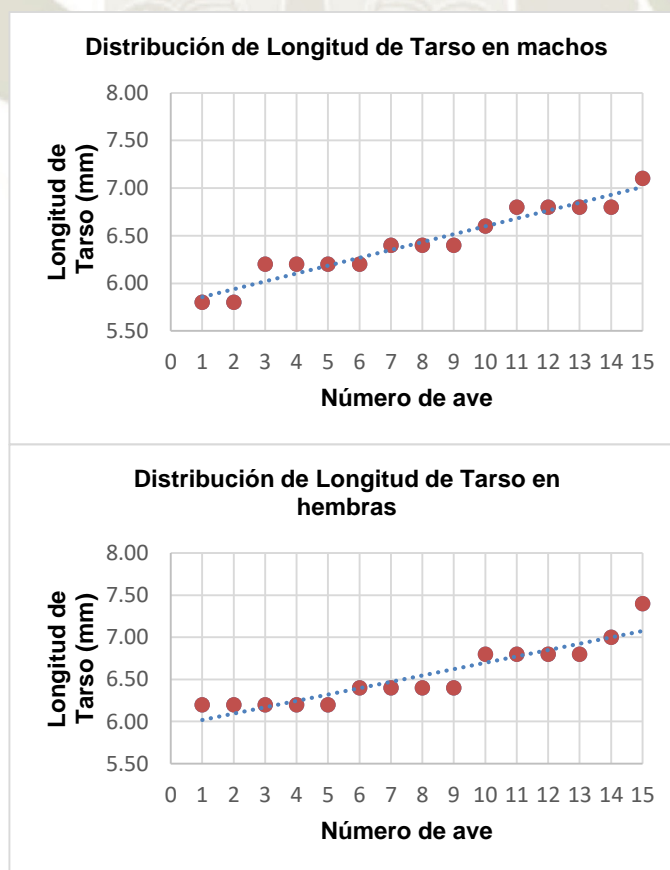 Distribución de Longitud de Tarso en machos
8.00
7.50
7.00
6.50
6.00
5.50
Longitud de
Tarso (mm)
0 1 2 3 4 5 6 7 8 9 10 11 12 13 14 15
Número de ave
Distribución de Longitud de Tarso en
hembras
8.00
7.50
7.00
6.50
6.00
5.50
Longitud de
Tarso (mm)
0 1 2 3 4 5 6 7 8 9 10 11 12 13 14 15
Número de ave